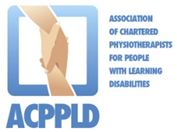 ASSOCIATION
OF CHARTERED
PHYSIOTHERAPISTS
FOR PEOPLE
WITH LEARNING
DISABILITIES
ACPPLD